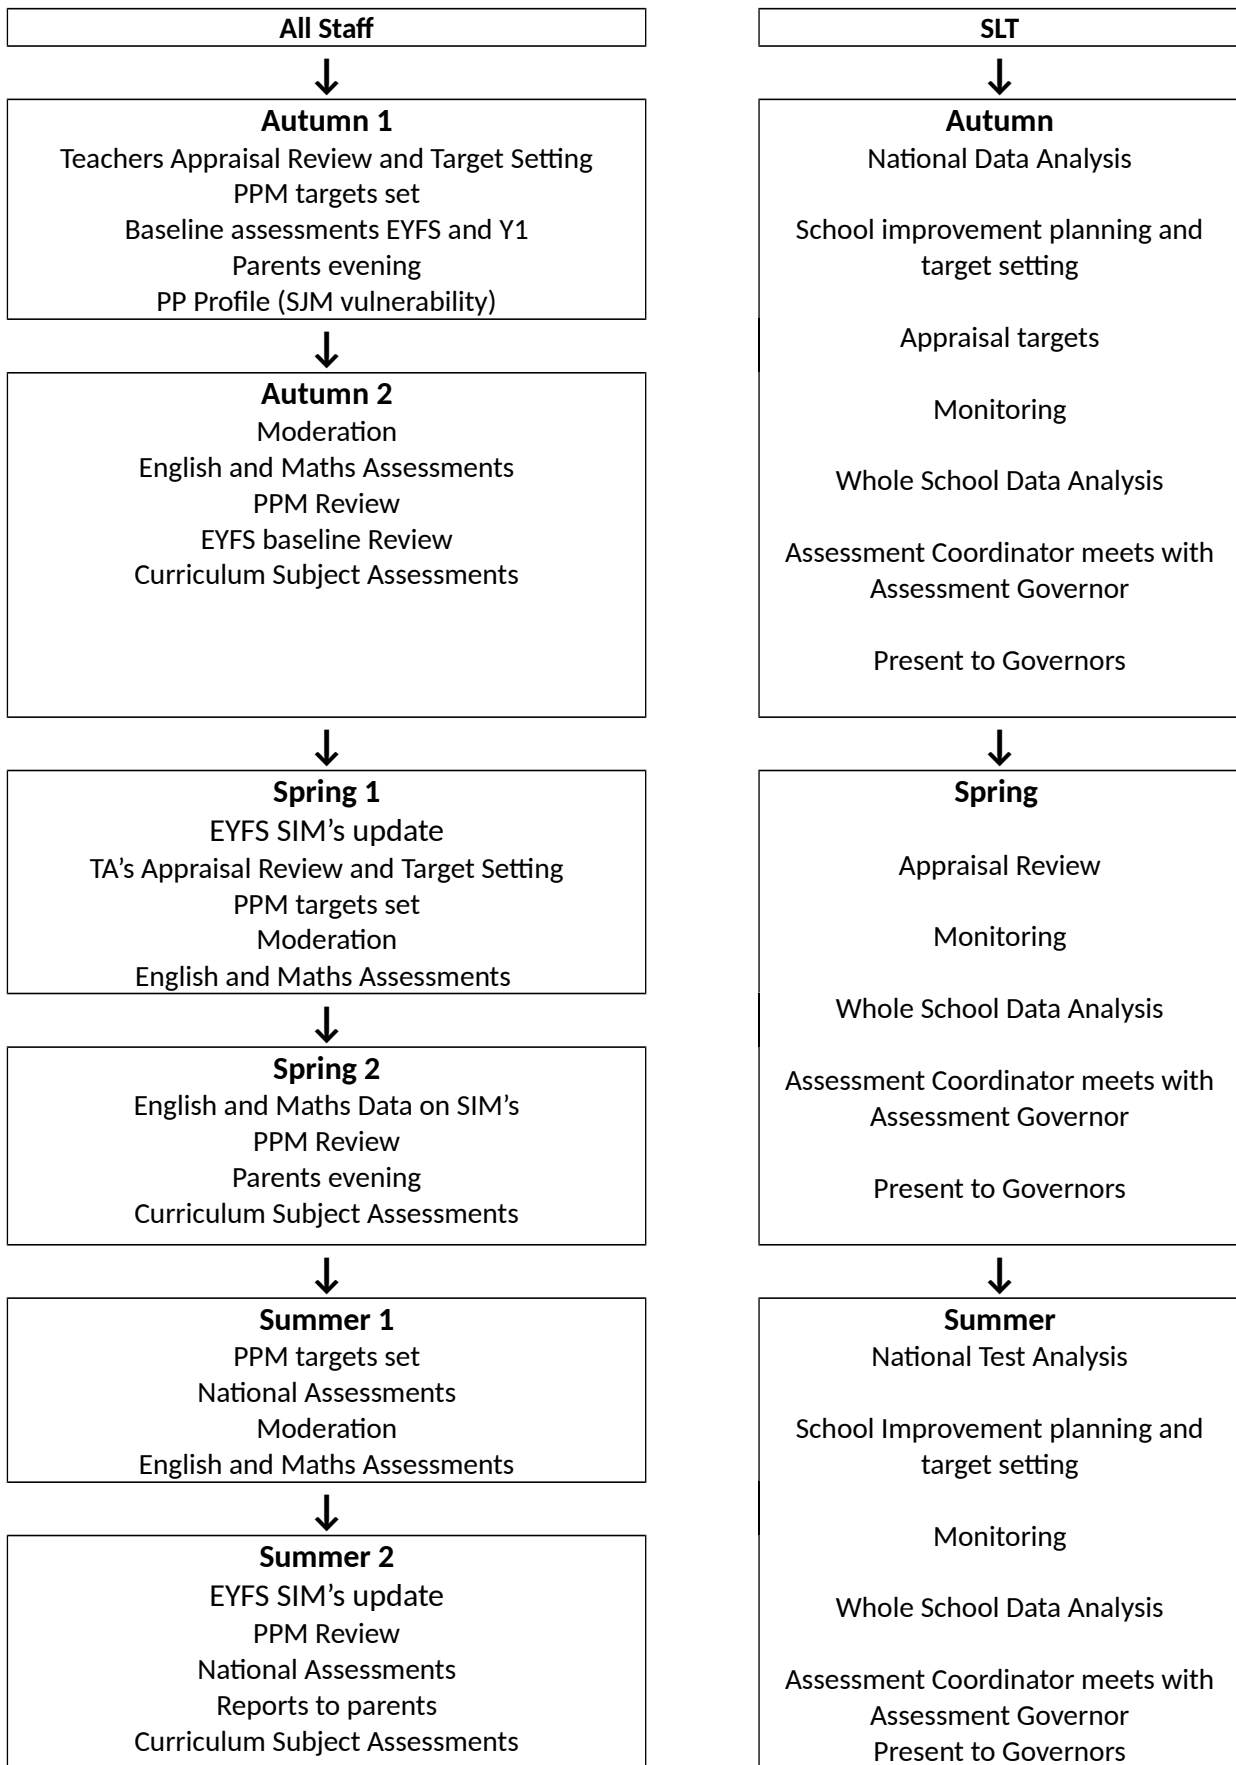 All Staff
Autumn 1
Teachers Appraisal Review and Target Setting
PPM targets set
Baseline assessments EYFS and Y1
Parents evening
PP Profile (SJM vulnerability)
Autumn 2
Moderation
English and Maths Assessments
PPM Review
EYFS baseline Review
Curriculum Subject Assessments
Spring 1
EYFS SIM’s update
TA’s Appraisal Review and Target Setting
PPM targets set
Moderation
English and Maths Assessments
Spring 2
English and Maths Data on SIM’s
PPM Review
Parents evening
Curriculum Subject Assessments
Summer 1
PPM targets set
National Assessments
Moderation
English and Maths Assessments
Summer 2
EYFS SIM’s update
PPM Review
National Assessments
Reports to parents
Curriculum Subject Assessments
SLT
Autumn
National Data Analysis
School improvement planning and
target setting
Appraisal targets
Monitoring
Whole School Data Analysis
Assessment Coordinator meets with
Assessment Governor
Present to Governors
Spring
Appraisal Review
Monitoring
Whole School Data Analysis
Assessment Coordinator meets with
Assessment Governor
Present to Governors
Summer
National Test Analysis
School Improvement planning and
target setting
Monitoring
Whole School Data Analysis
Assessment Coordinator meets with
Assessment Governor
Present to Governors